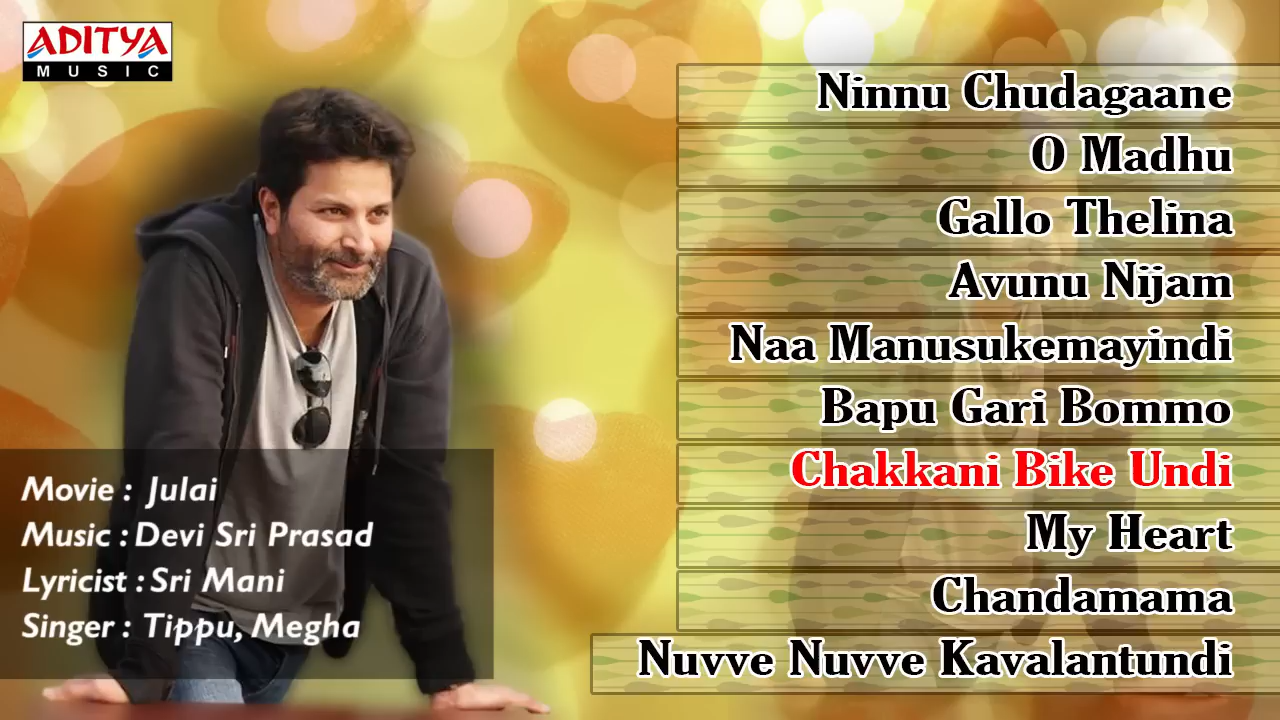 ADITYA
MUSIC
Ninnu Chudagaane
O Madhu
Gallo Thelina
Avunu Nijam
Naa Manusukemayindi
Bapu Gari Bommo
Chakkani Bike Undi
My Heart
Chandamama
Nuvve Nuvve Kavalantundi
Movie : Julai
Music : Devi Sri Prasad
Lyricist : Sri Mani
Singer : Tippu, Megha